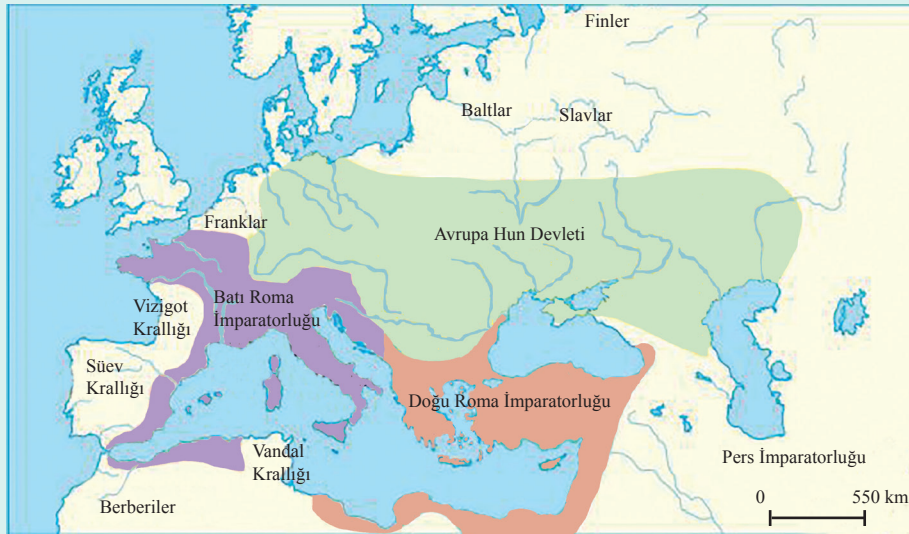 Finler
Baltlar
Slavlar
Franklar
Avrupa Hun Devleti
Vizigot
Krallığı
Batı Roma
İmparatorluğu
Süev
Krallığı
Doğu Roma İmparatorluğu
Vandal
Krallığı
Pers İmparatorluğu
Berberiler
0 550 km